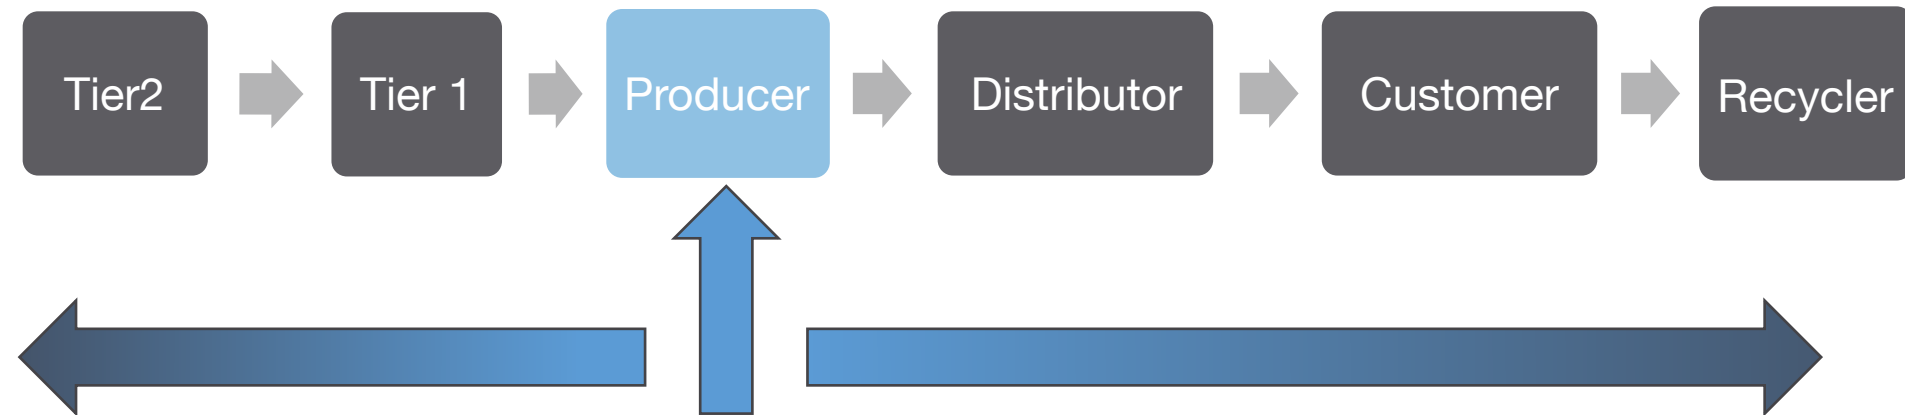 Tier2
Tier 1
Producer
Distributor
Customer
Recycler